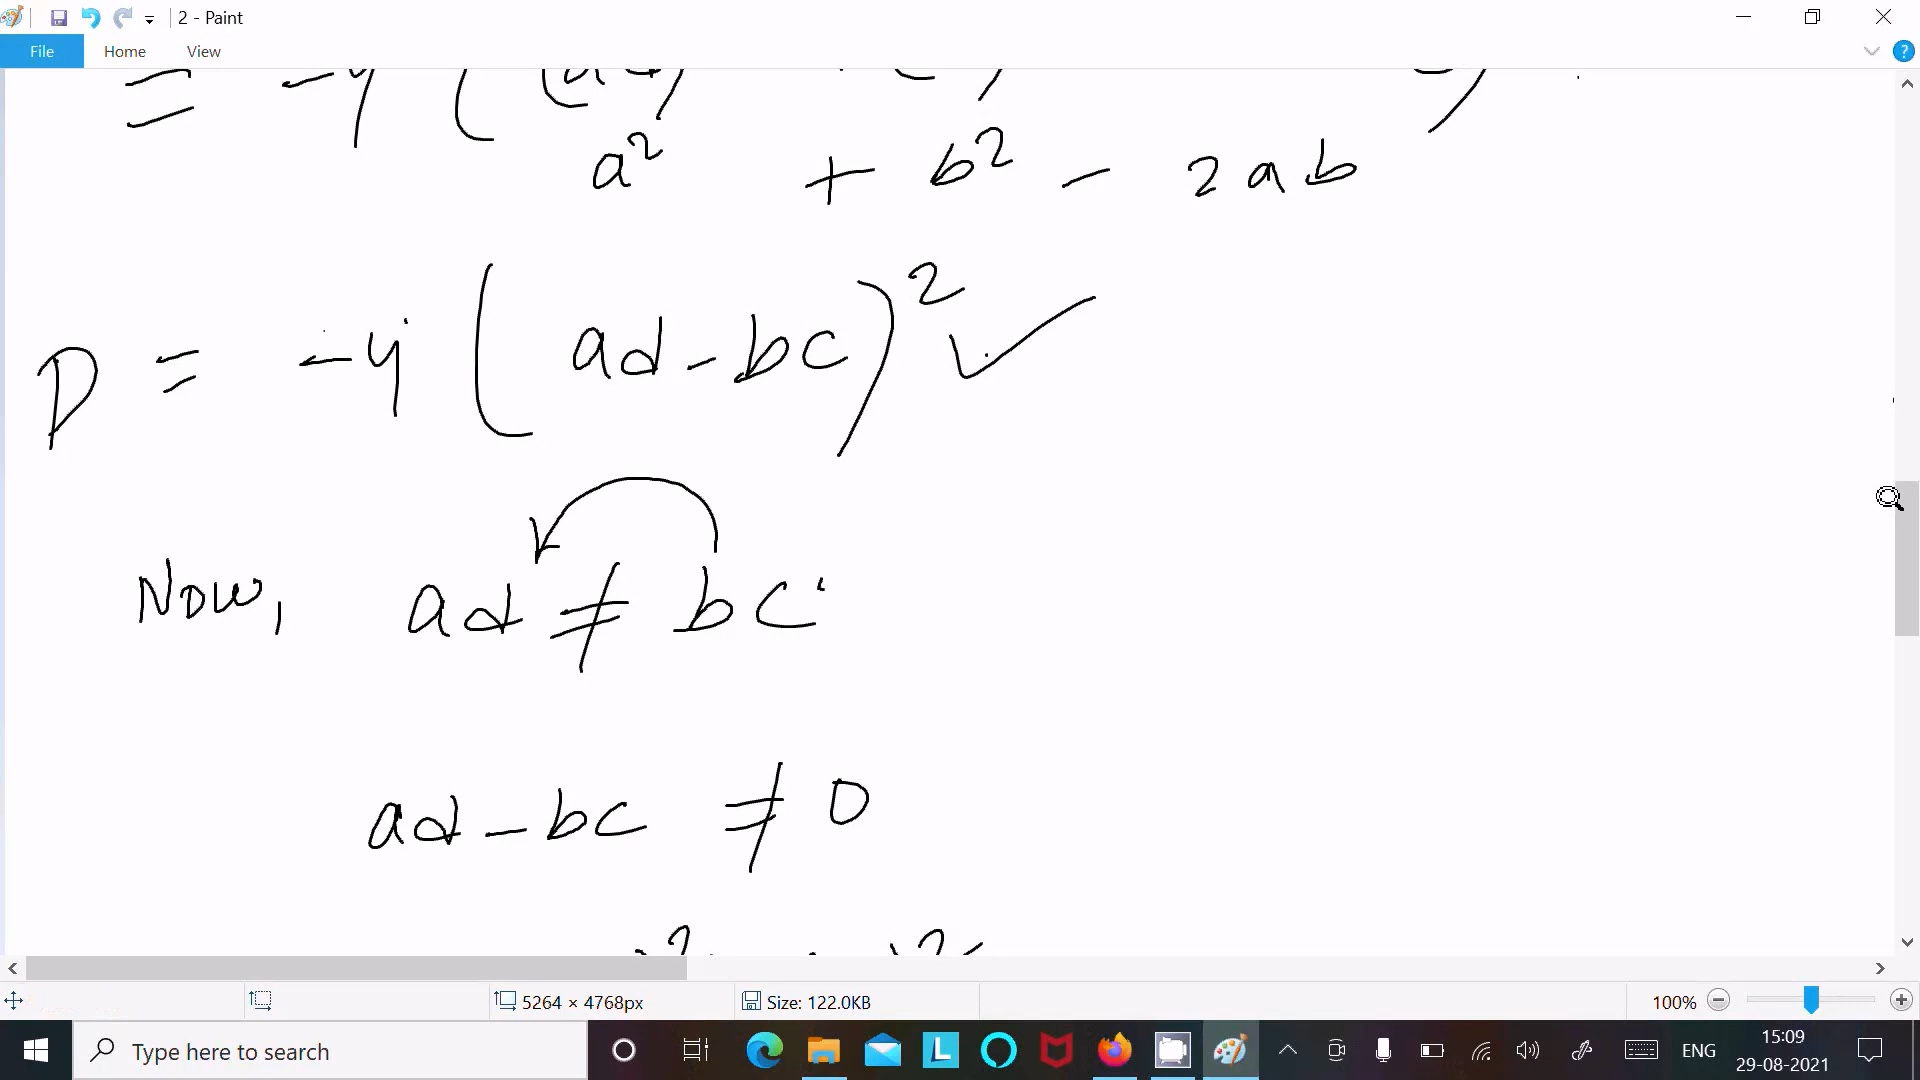 2 - Paint
File Home View
a² + b² - 2ab
D = -4 (ad-bc)²
Now, ad ≠ bc
ad-bc ≠ 0
5264 × 4768px Size: 122.0KB 100%
Type here to search ENG 15:09
29-08-2021